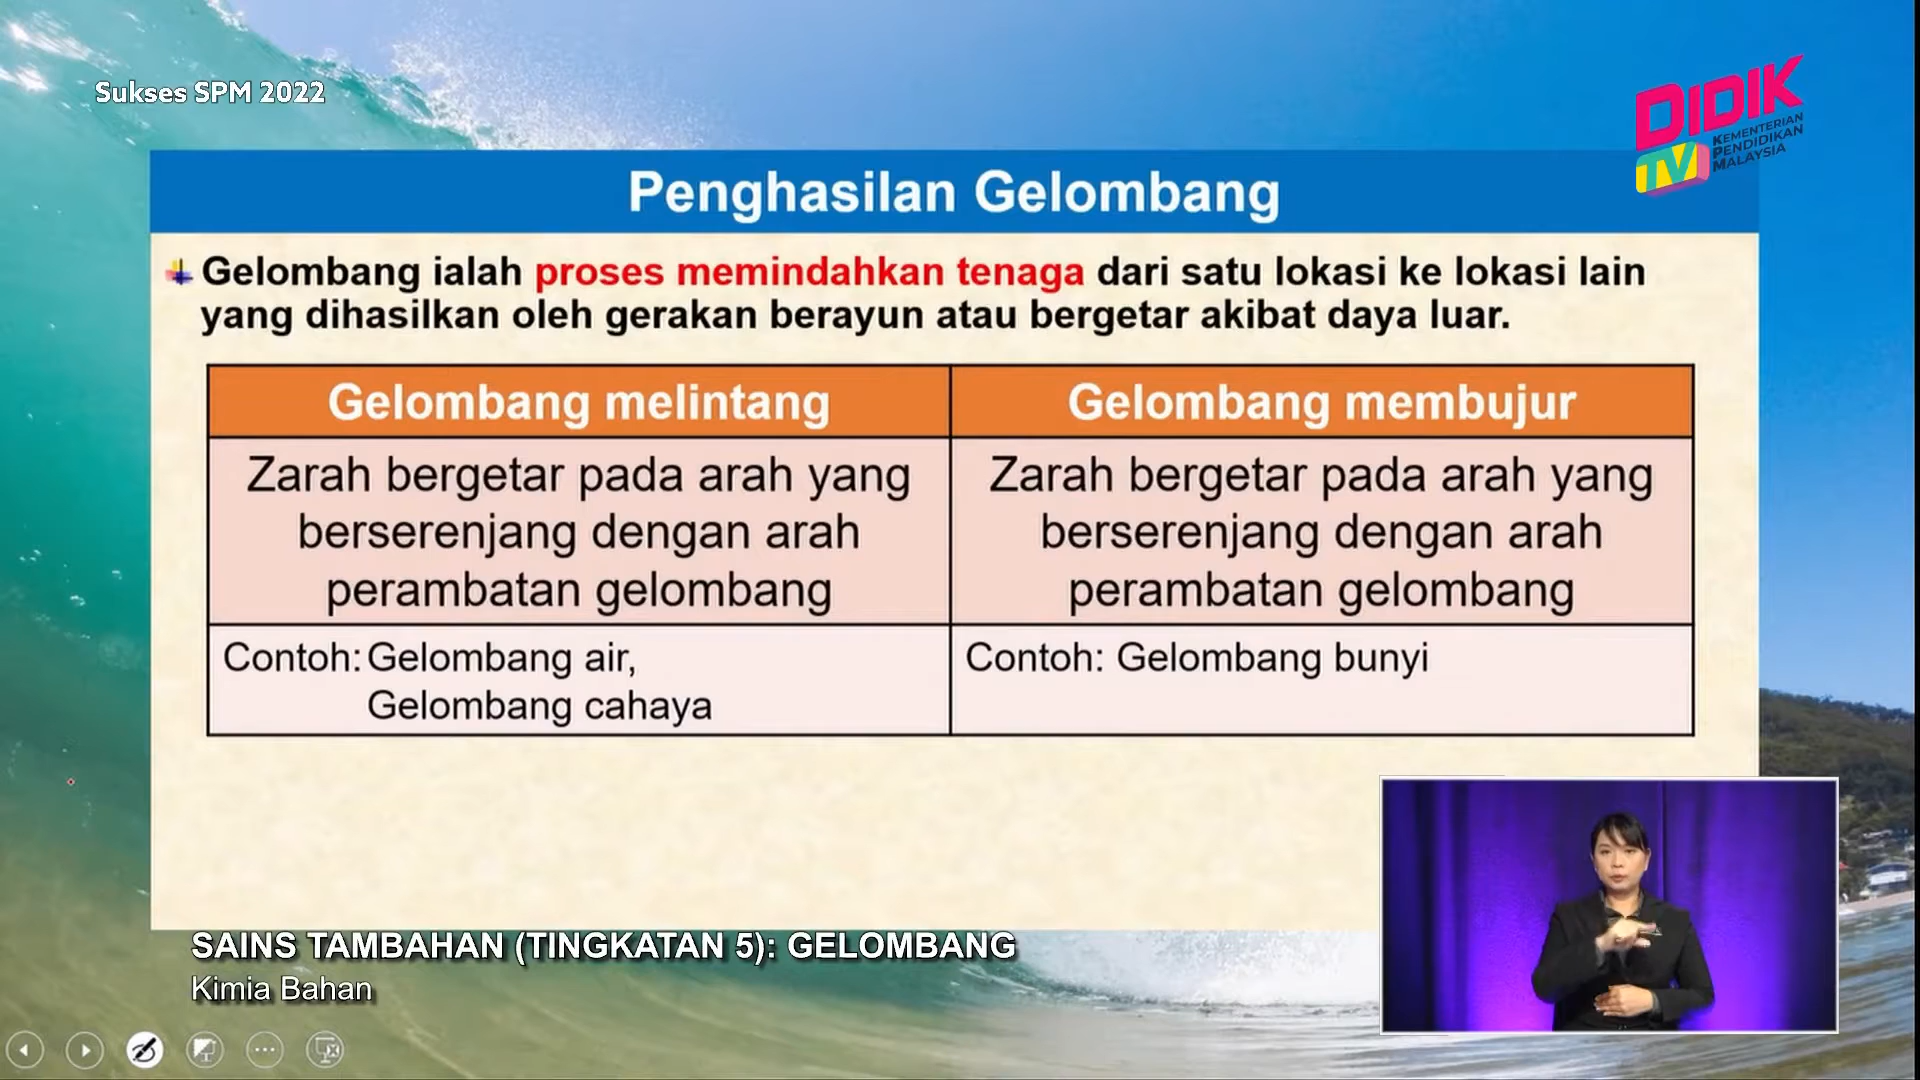 Sukses SPM 2022
DIDIK
TV
KEMENTERIAN
PENDIDIKAN
MALAYSIA
Penghasilan Gelombang
Gelombang ialah proses memindahkan tenaga dari satu lokasi ke lokasi lain
yang dihasilkan oleh gerakan berayun atau bergetar akibat daya luar.
Gelombang melintang
Zarah bergetar pada arah yang
berserenjang dengan arah
perambatan gelombang
Contoh: Gelombang air,
Gelombang cahaya
Gelombang membujur
Zarah bergetar pada arah yang
berserenjang dengan arah
perambatan gelombang
Contoh: Gelombang bunyi
SAINS TAMBAHAN (TINGKATAN 5): GELOMBANG
Kimia Bahan